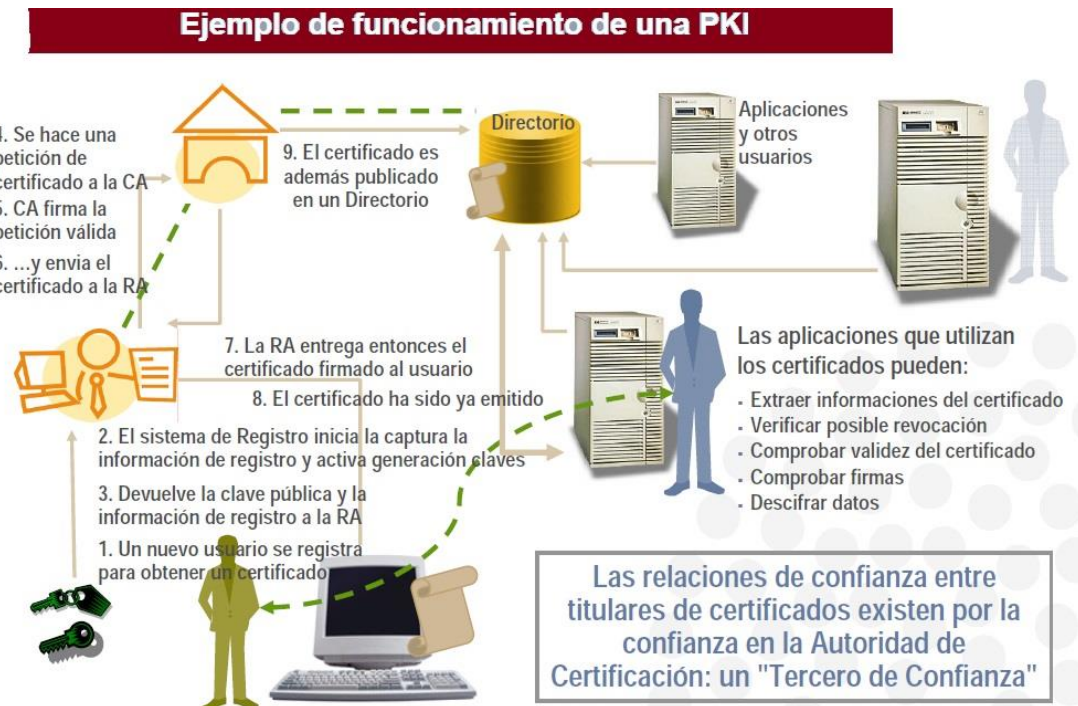 Ejemplo de funcionamiento de una PKI
4. Se hace una
petición de
certificado a la CA
5. CA firma la
petición válida
6. ...y envia el
certificado a la RA
9. El certificado es
además publicado
en un Directorio
Directorio
Aplicaciones
y otros
usuarios
7. La RA entrega entonces el
certificado firmado al usuario
8. El certificado ha sido ya emitido
2. El sistema de Registro inicia la captura la
información de registro y activa generación claves
3. Devuelve la clave pública y la
información de registro a la RA
1. Un nuevo usuario se registra
para obtener un certificado
Las aplicaciones que utilizan
los certificados pueden:
- Extraer informaciones del certificado
- Verificar posible revocación
- Comprobar validez del certificado
- Comprobar firmas
- Descifrar datos
Las relaciones de confianza entre
titulares de certificados existen por la
confianza en la Autoridad de
Certificación: un "Tercero de Confianza"